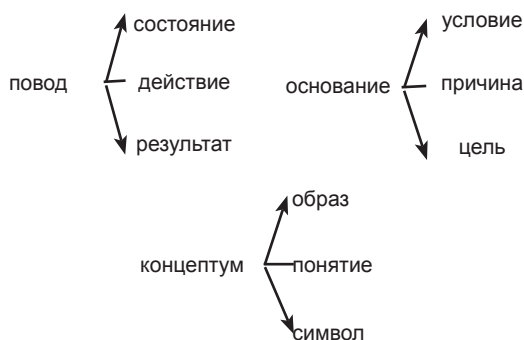 повод
состояние
действие
результат
основание
условие
причина
цель
концептум
образ
понятие
символ